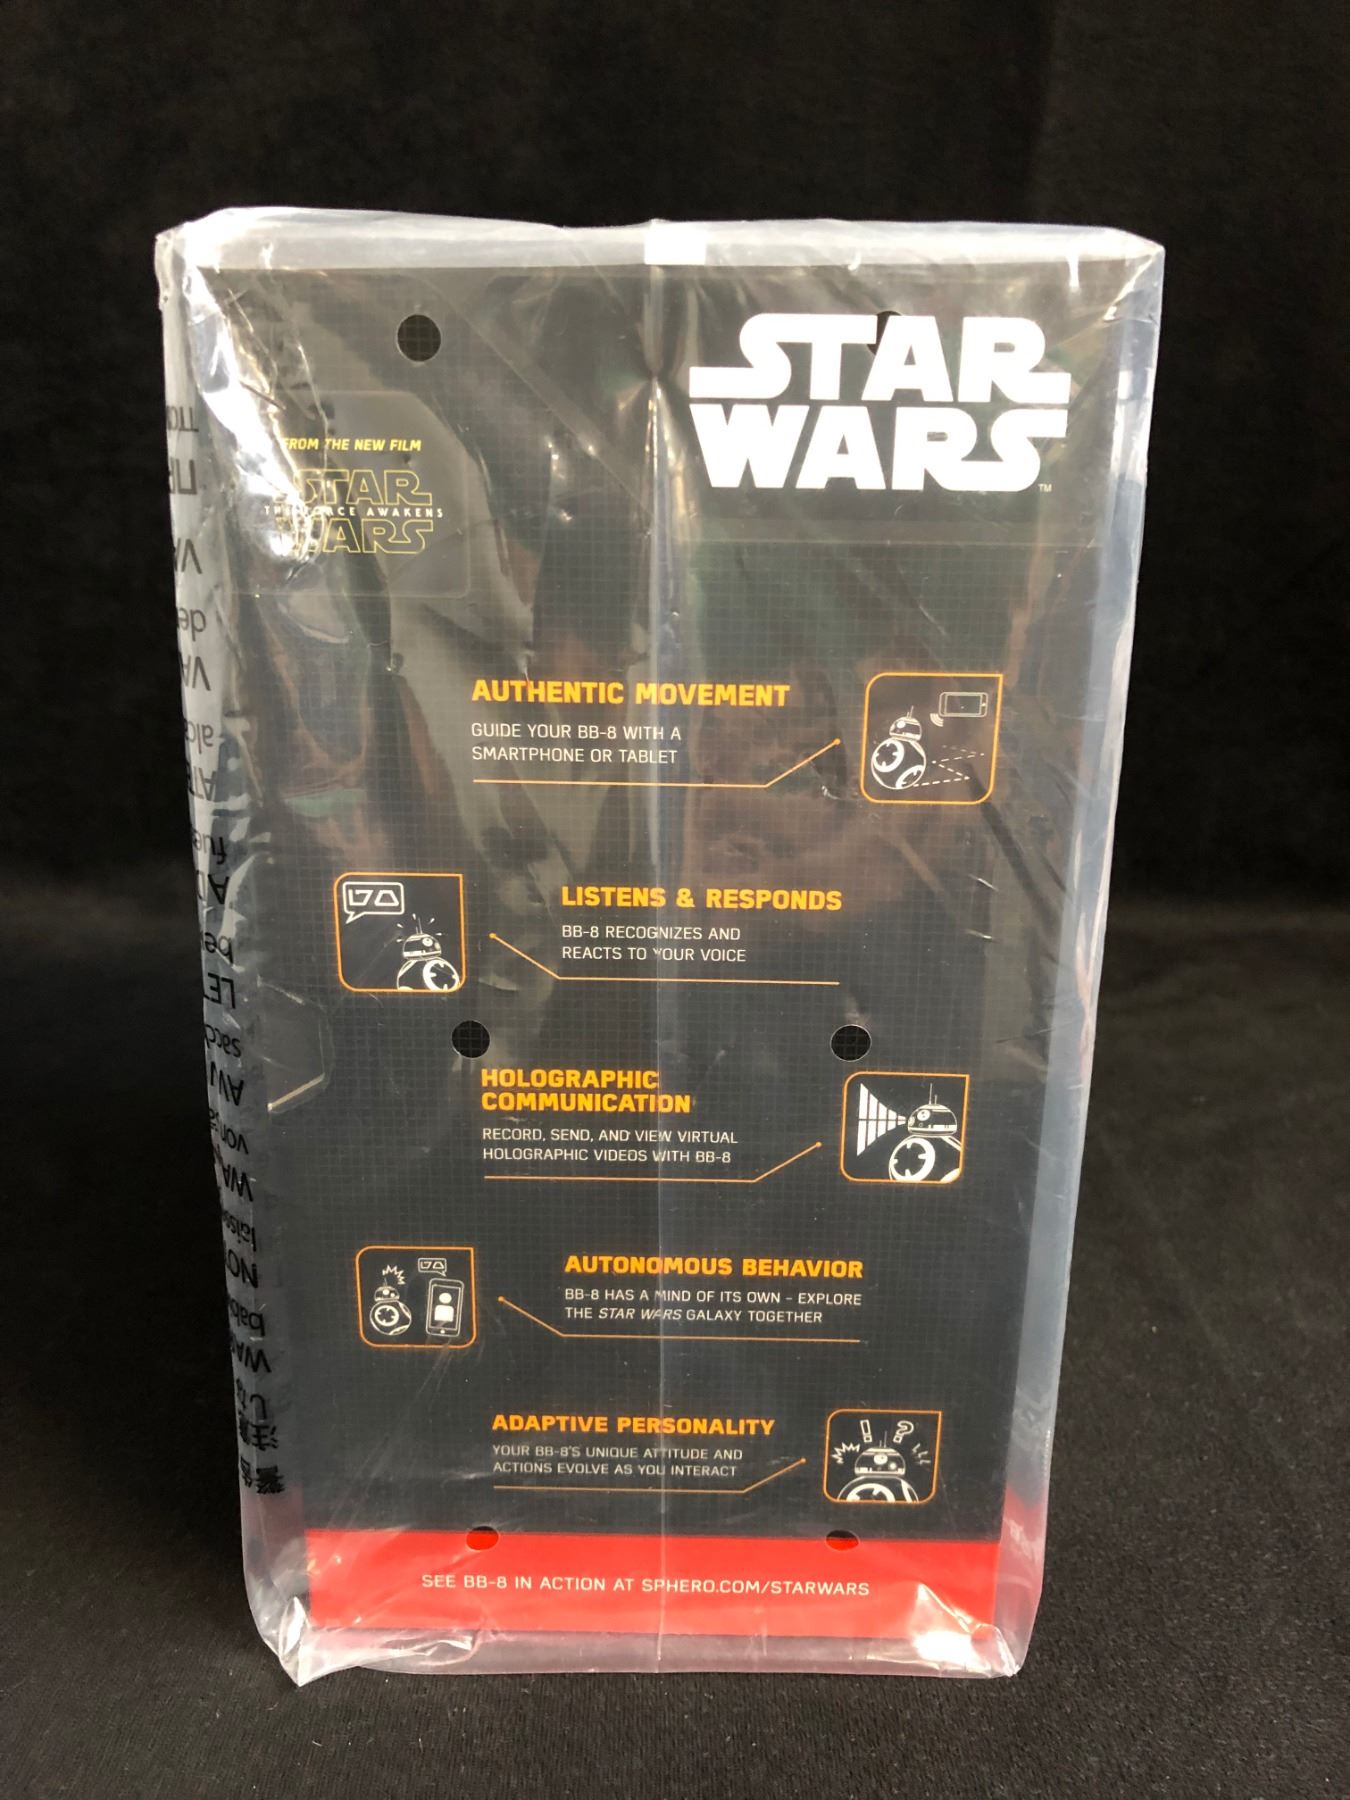 STAR
WARS
TM
FROM THE NEW FILM
STAR
THE FORCE AWAKENS
WARS
AUTHENTIC MOVEMENT
GUIDE YOUR BB-8 WITH A
SMARTPHONE OR TABLET
LISTENS & RESPONDS
BB-8 RECOGNIZES AND
REACTS TO YOUR VOICE
HOLOGRAPHIC
COMMUNICATION
RECORD, SEND, AND VIEW VIRTUAL
HOLOGRAPHIC VIDEOS WITH BB-8
AUTONOMOUS BEHAVIOR
BB-8 HAS A MIND OF ITS OWN – EXPLORE
THE STAR WARS GALAXY TOGETHER
ADAPTIVE PERSONALITY
YOUR BB-8'S UNIQUE ATTITUDE AND
ACTIONS EVOLVE AS YOU INTERACT
SEE BB-8 IN ACTION AT SPHERO.COM/STARWARS